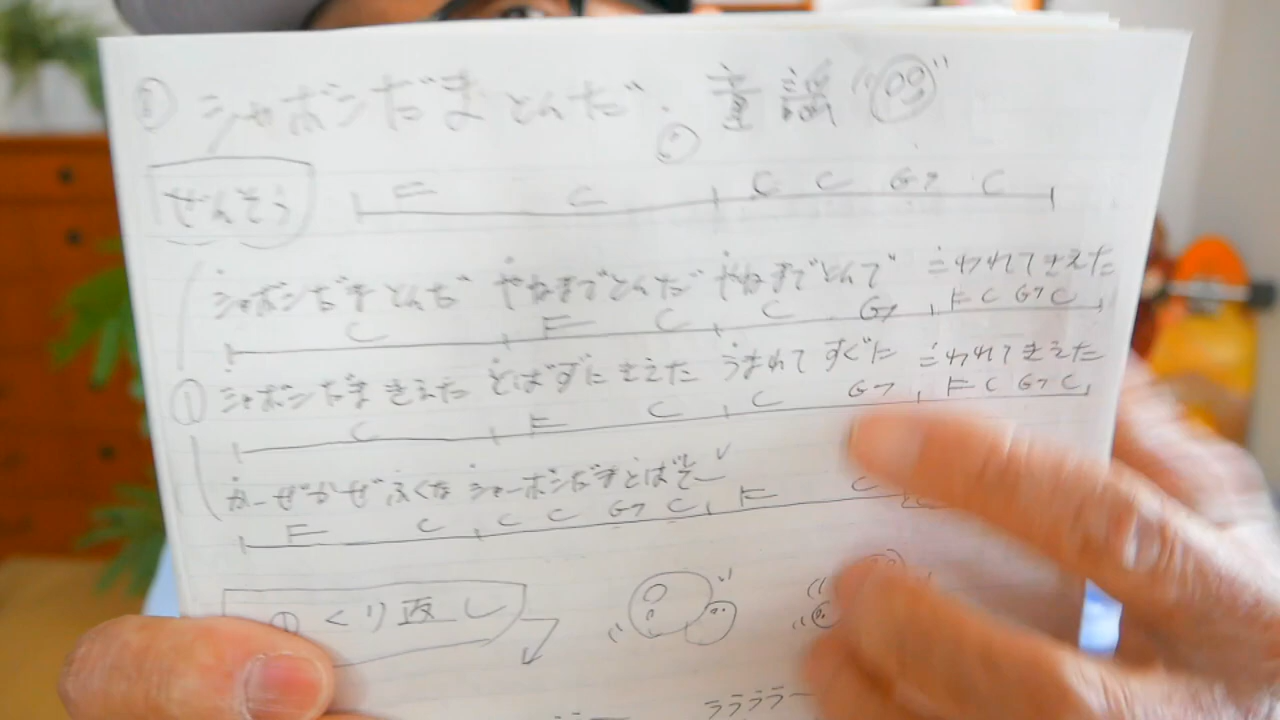 シャボンだまとんだ. 童謡
ぜんそう F C C C G7 C
シャボンだまとんだ やねまでとんだ やねまでとんで こわれてきえた
C F C C G7 F C G7 C
① シャボンだまきえた とばずにきえた うまれてすぐに こわれてきえた
C F C C G7 F C G7 C
かーぜかぜふくな シャーボンだまとばそー
F C C C G7 C F C
① くり返し
ララララー